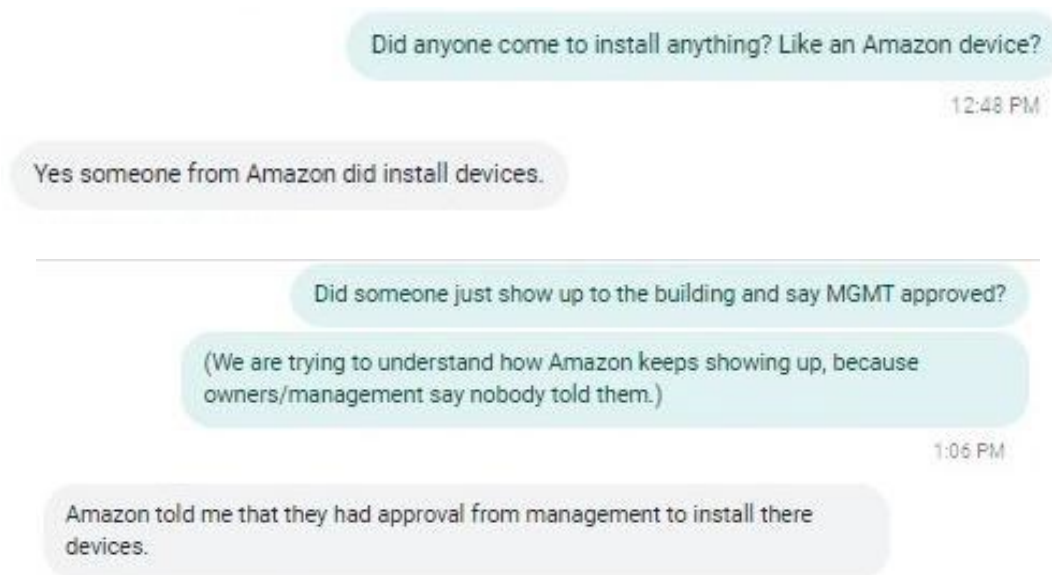 Did anyone come to install anything? Like an Amazon device?
12:48 PM
Yes someone from Amazon did install devices.
Did someone just show up to the building and say MGMT approved?
(We are trying to understand how Amazon keeps showing up, because
owners/management say nobody told them.)
1:06 PM
Amazon told me that they had approval from management to install there
devices.